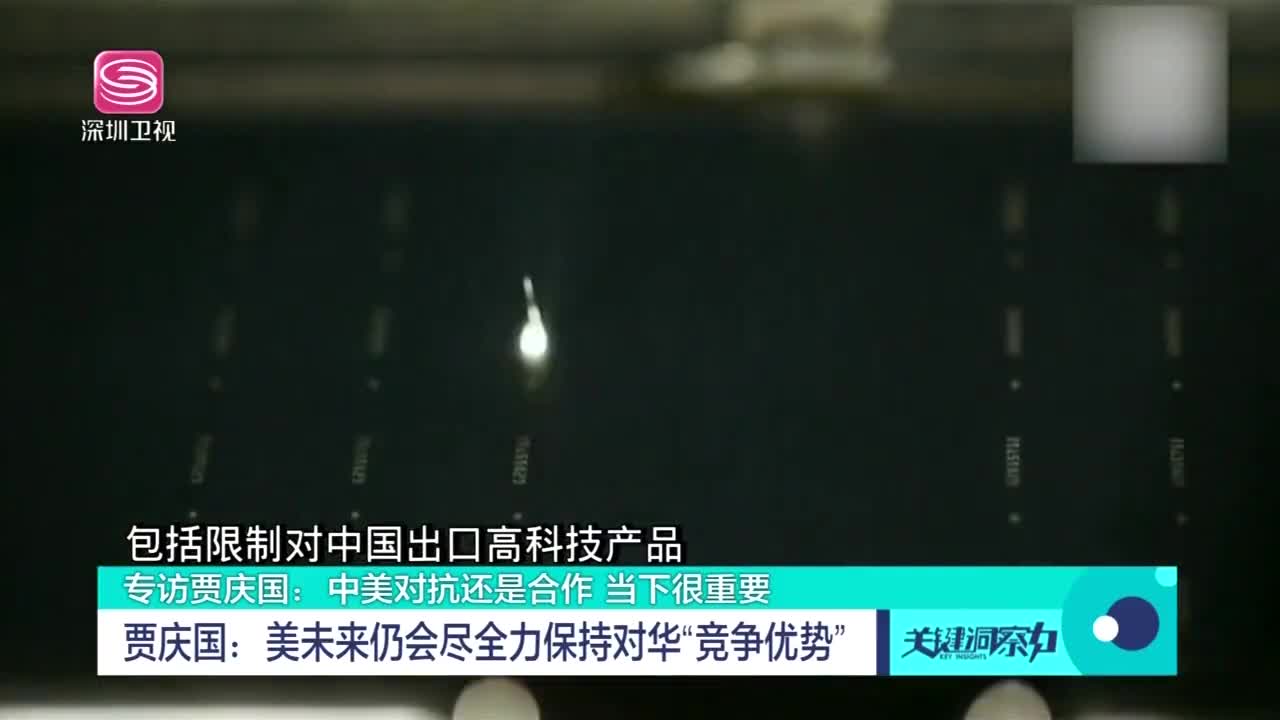 深圳卫视
包括限制对中国出口高科技产品
专访贾庆国：中美对抗还是合作 当下很重要
贾庆国：美未来仍会尽全力保持对华“竞争优势”
关键洞察力
KEY INSIGHTS